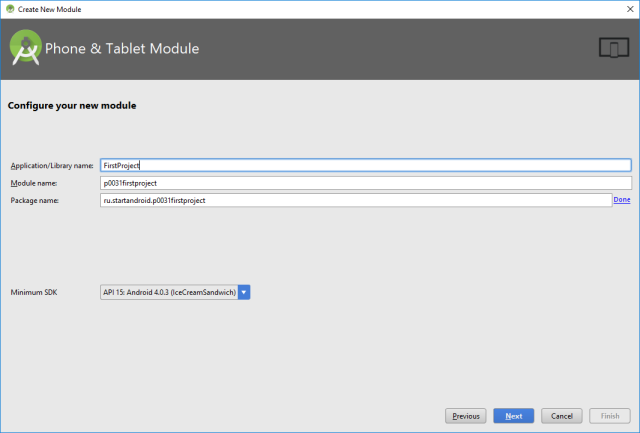 Create New Module
Phone & Tablet Module
Configure your new module
Application/Library name: FirstProject
Module name: p0031firstproject
Package name: ru.startandroid.p0031firstproject Done
Minimum SDK API 15: Android 4.0.3 (IceCreamSandwich)
Previous Next Cancel Finish